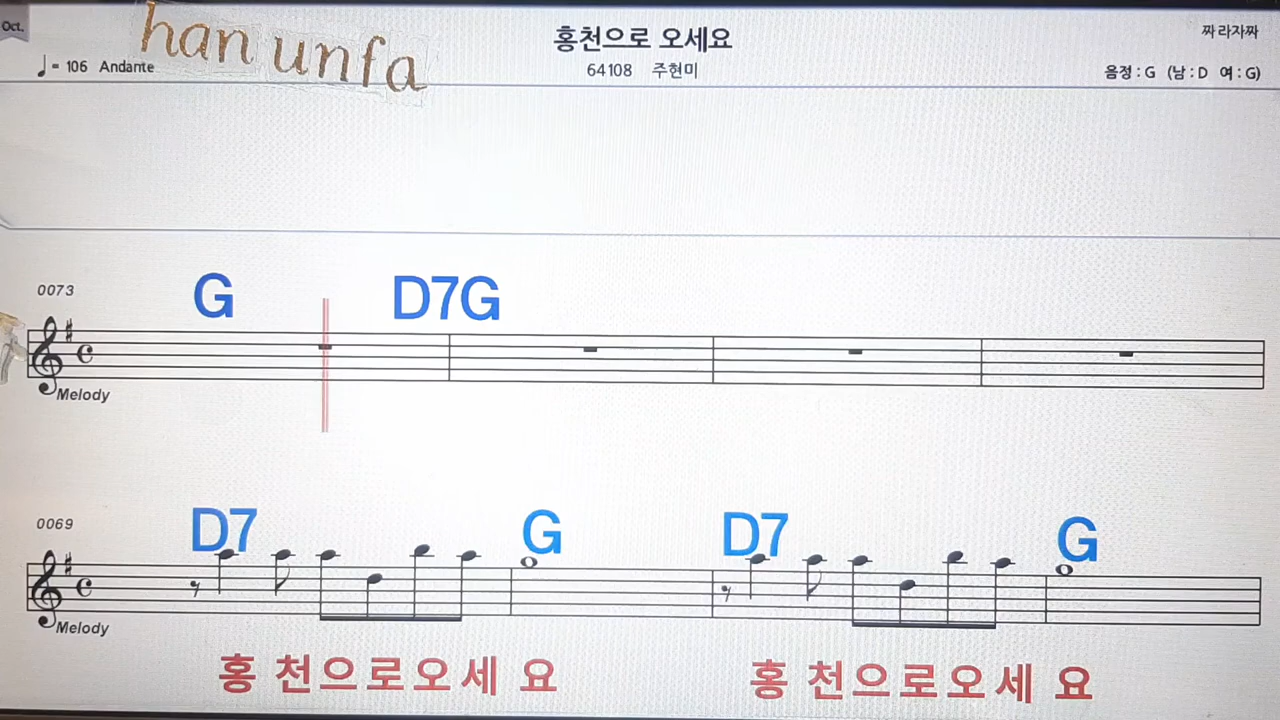 Oct.
han unfa
홍천으로 오세요
짜라자짜
♩= 106 Andante
64108 주현미
음정 : G (남 : D 여 : G)
0073
G D7G
Melody
0069
D7 G D7 G
Melody
홍 천으로오세 요 홍 천으로오세 요